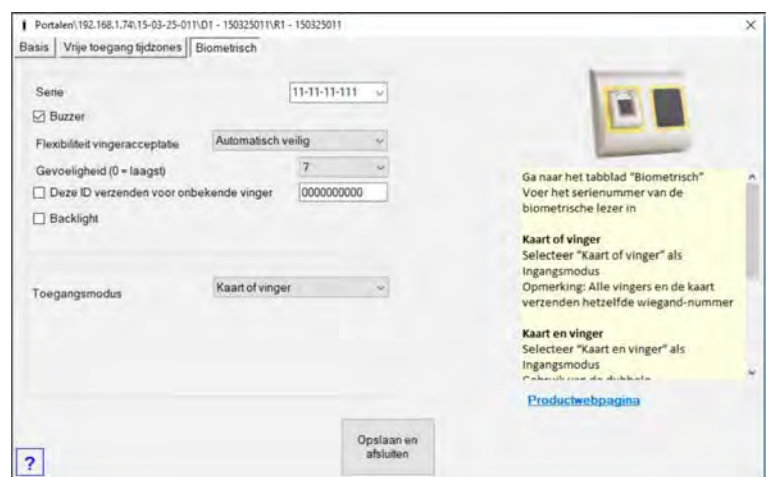 Portalen\192.168.1.74\15-03-25-011\D1 - 150325011\R1 - 150325011
Basis Vrije toegang tijdzones Biometrisch
Serie 11-11-11-111
Buzzer
Flexibiliteit vingeracceptatie Automatisch veilig
Gevoeligheid (0 = laagst) 7
Deze ID verzenden voor onbekende vinger 0000000000
Backlight
Toegangsmodus Kaart of vinger
Ga naar het tabblad "Biometrisch"
Voer het serienummer van de
biometrische lezer in
Kaart of vinger
Selecteer "Kaart of vinger" als
Ingangsmodus
Opmerking: Alle vingers en de kaart
verzenden hetzelfde wiegand-nummer
Kaart en vinger
Selecteer "Kaart en vinger" als
Ingangsmodus
Gebruik van de dubbele
Productwebpagina
Opslaan en
afsluiten
?